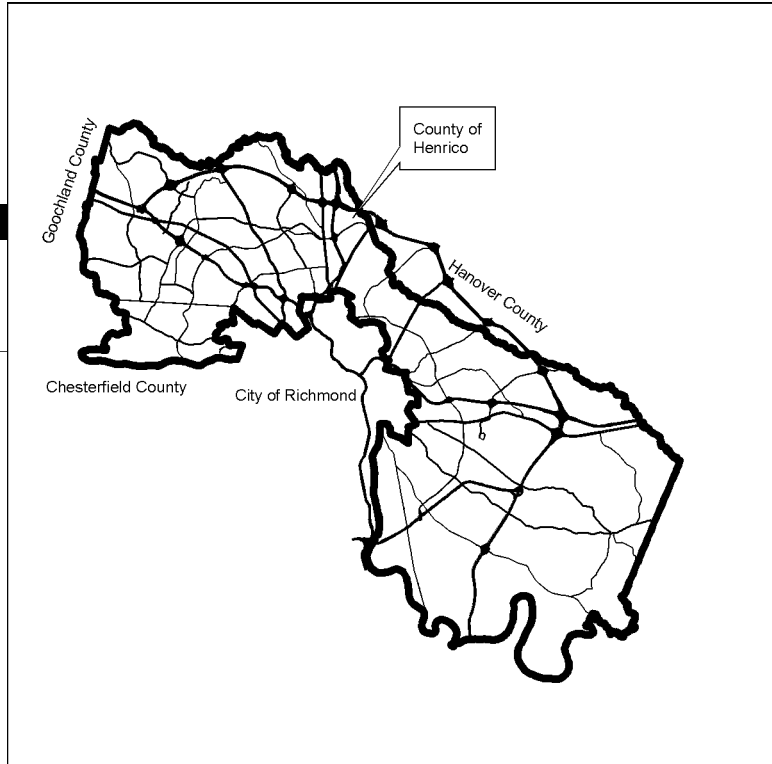 County of
Henrico
Goochland County
Hanover County
Chesterfield County
City of Richmond